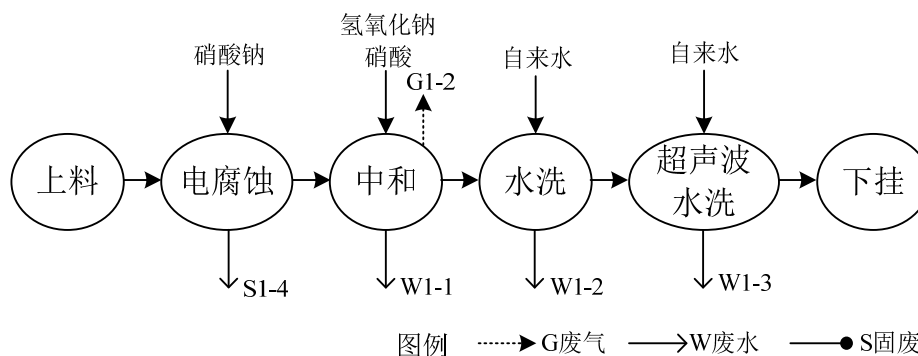 氢氧化钠
硝酸钠
硝酸
自来水
自来水
G1-2
上料
电腐蚀
中和
水洗
超声波
水洗
下挂
S1-4
W1-1
W1-2
W1-3
图例
G废气
W废水
S固废